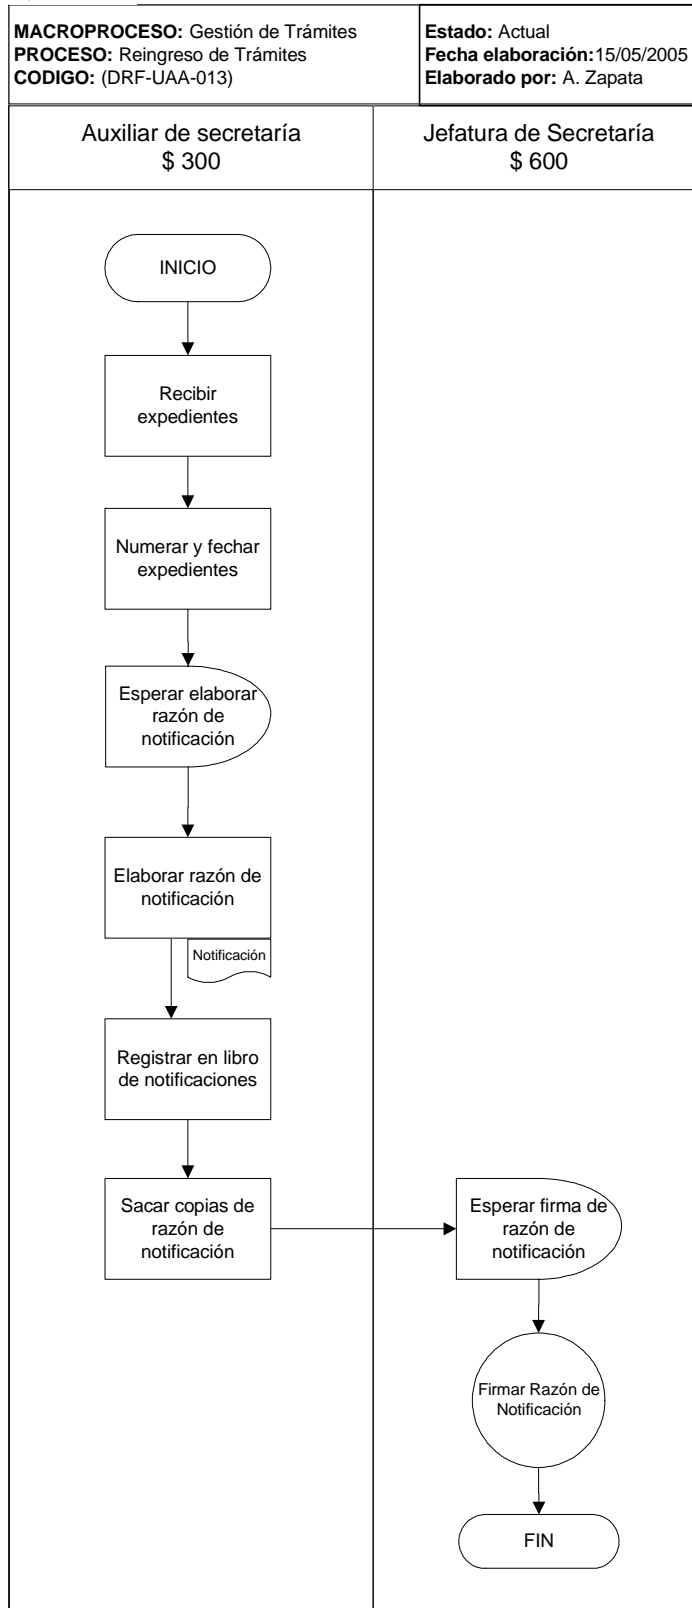 MACROPROCESO: Gestión de Trámites
PROCESO: Reingreso de Trámites
CODIGO: (DRF-UAA-013)
Estado: Actual
Fecha elaboración:15/05/2005
Elaborado por: A. Zapata
Auxiliar de secretaría
$ 300
Jefatura de Secretaría
$ 600
INICIO
Recibir
expedientes
Numerar y fechar
expedientes
Esperar elaborar
razón de
notificación
Elaborar razón de
notificación
Notificación
Registrar en libro
de notificaciones
Sacar copias de
razón de
notificación
Esperar firma de
razón de
notificación
Firmar Razón de
Notificación
FIN